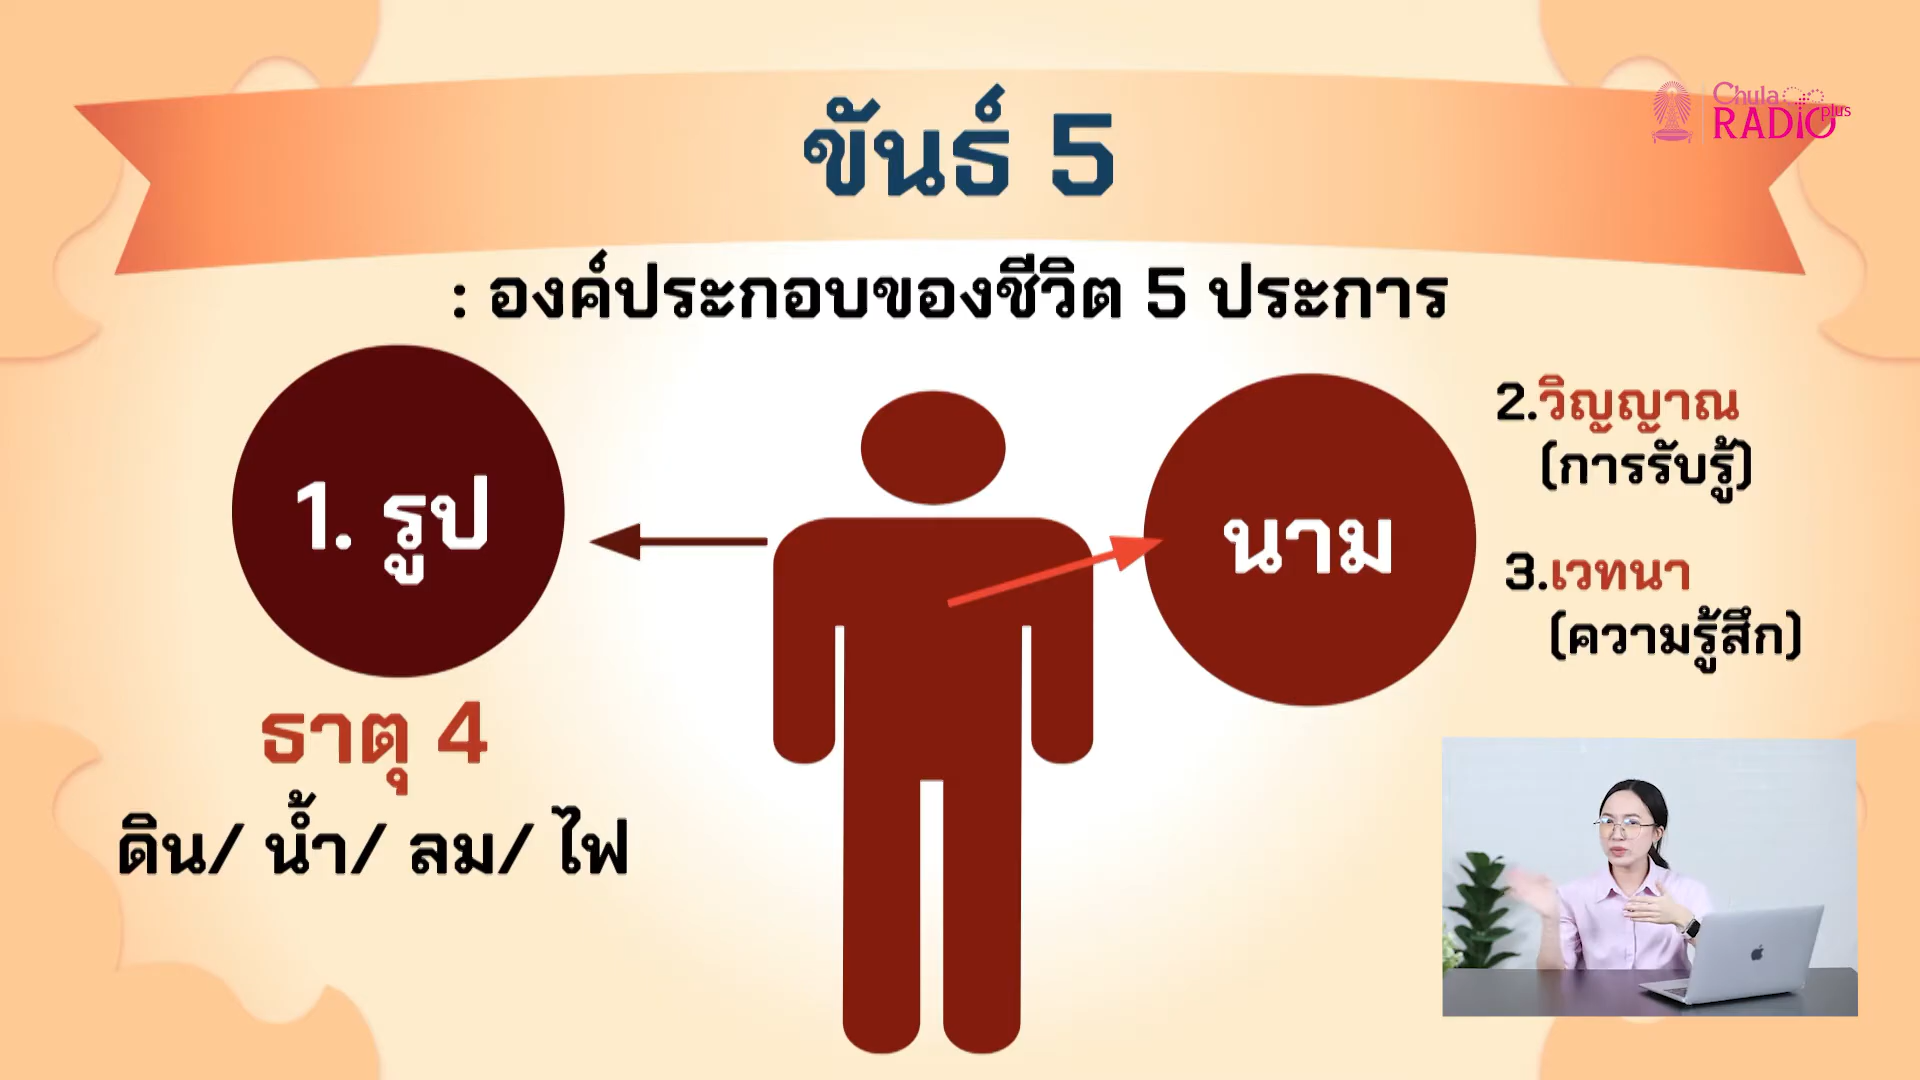 ขันธ์ 5
Chula
RADIO plus
: องค์ประกอบของชีวิต 5 ประการ
1. รูป
นาม
2.วิญญาณ
(การรับรู้)
3.เวทนา
(ความรู้สึก)
ธาตุ 4
ดิน/ น้ำ/ ลม/ ไฟ